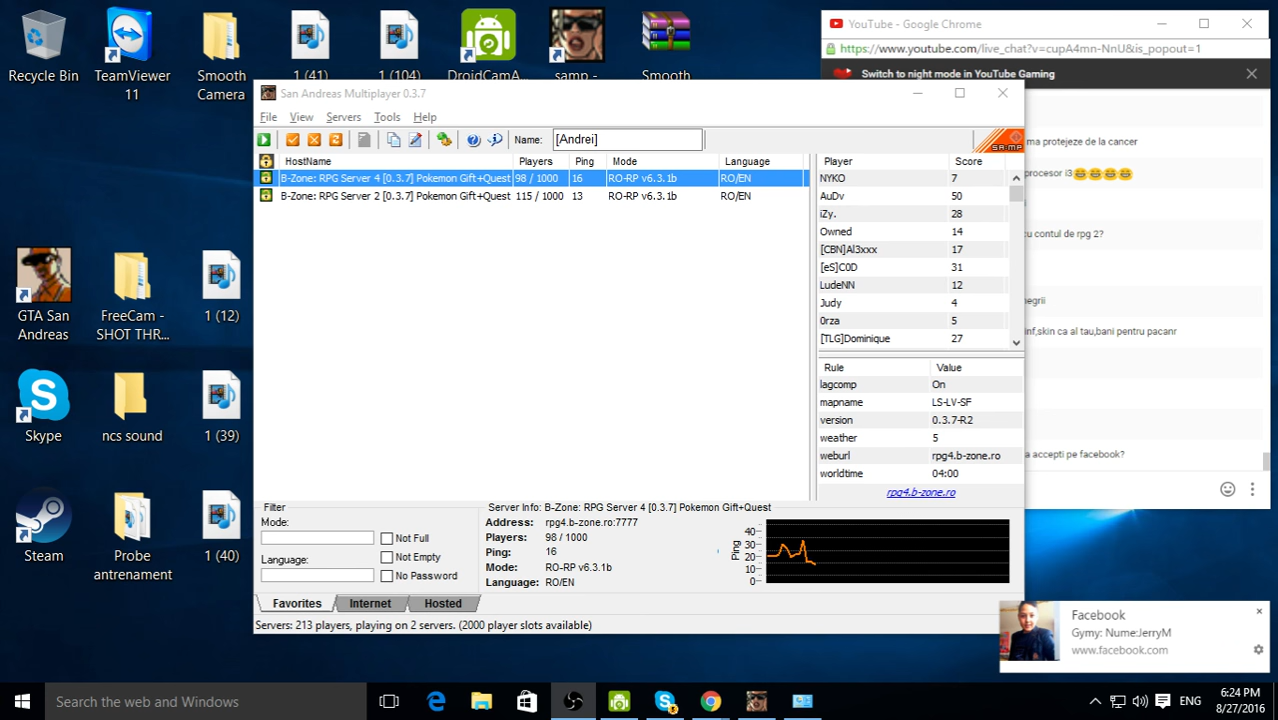 Recycle Bin
TeamViewer 11
Smooth Camera
1 (41)
1 (104)
DroidCamA...
samp -
Smooth
GTA San Andreas
FreeCam - SHOT THR...
1 (12)
Skype
ncs sound
1 (39)
Steam
Probe antrenament
1 (40)
San Andreas Multiplayer 0.3.7
File View Servers Tools Help
Name: [Andrei]
SA:MP
HostName Players Ping Mode Language
B-Zone: RPG Server 4 [0.3.7] Pokemon Gift+Quest 98 / 1000 16 RO-RP v6.3.1b RO/EN
B-Zone: RPG Server 2 [0.3.7] Pokemon Gift+Quest 115 / 1000 13 RO-RP v6.3.1b RO/EN
Player Score
NYKO 7
AuDv 50
iZy. 28
Owned 14
[CBN]Al3xxx 17
[eS]C0D 31
LudeNN 12
Judy 4
0rza 5
[TLG]Dominique 27
Rule Value
lagcomp On
mapname LS-LV-SF
version 0.3.7-R2
weather 5
weburl rpg4.b-zone.ro
worldtime 04:00
rpg4.b-zone.ro
Filter
Mode:
Language:
Not Full
Not Empty
No Password
Server Info: B-Zone: RPG Server 4 [0.3.7] Pokemon Gift+Quest
Address: rpg4.b-zone.ro:7777
Players: 98 / 1000
Ping: 16
Mode: RO-RP v6.3.1b
Language: RO/EN
Ping
40
30
20
10
0
Favorites Internet Hosted
Servers: 213 players, playing on 2 servers. (2000 player slots available)
YouTube - Google Chrome
https://www.youtube.com/live_chat?v=cupA4mn-NnU&is_popout=1
Switch to night mode in YouTube Gaming
ma protejeze de la cancer
procesor i3😂😂😂😂
cu contul de rpg 2?
negrii
inf,skin ca al tau,bani pentru pacanr
a accepti pe facebook?
Facebook
Gymy: Nume:JerryM
www.facebook.com
Search the web and Windows
ENG
6:24 PM
8/27/2016